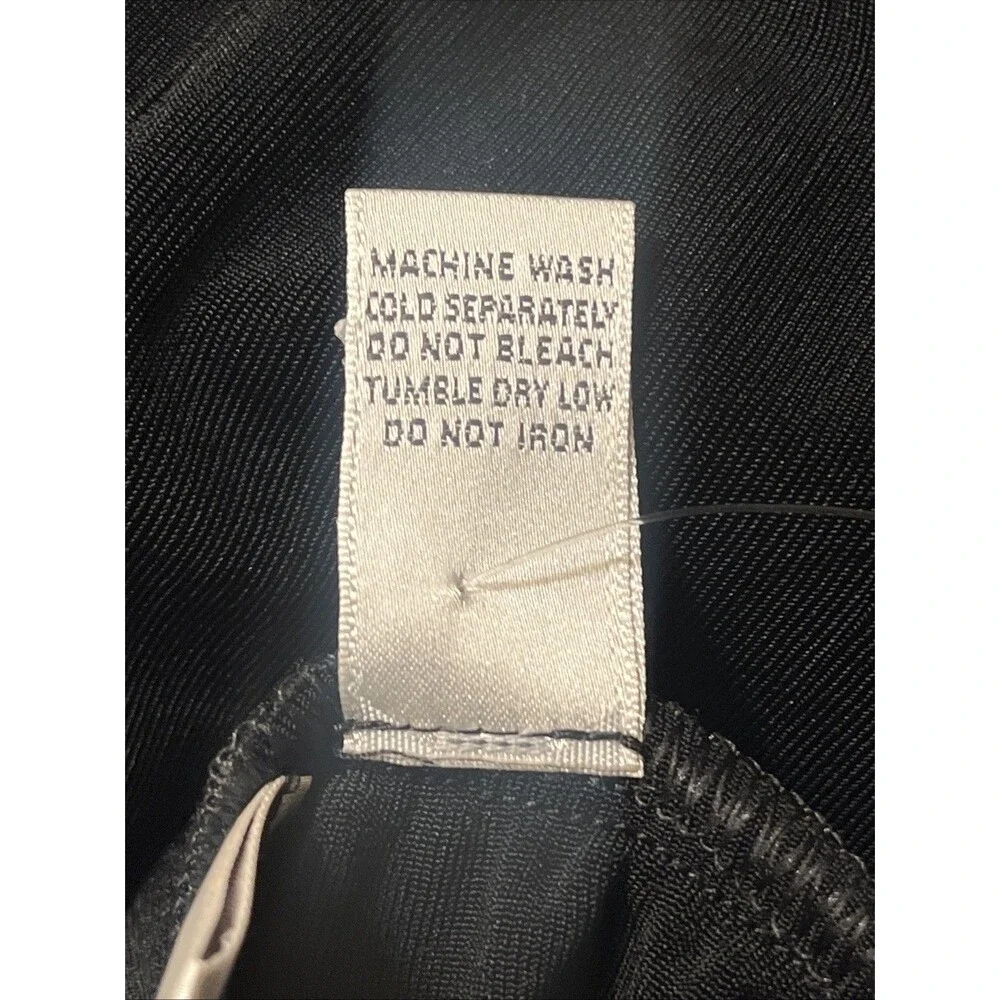 MACHINE WASH
COLD SEPARATELY
DO NOT BLEACH
TUMBLE DRY LOW
DO NOT IRON